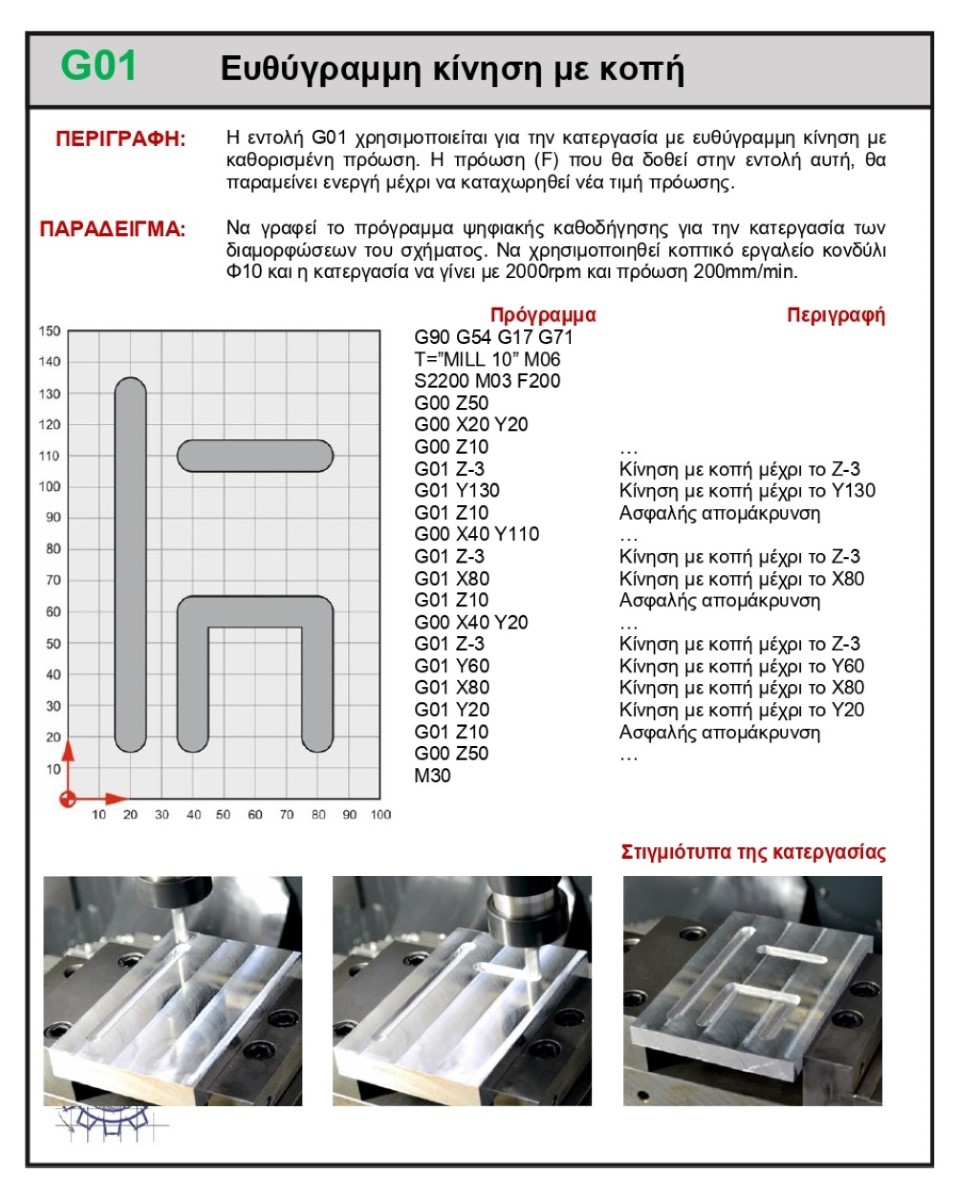 G01 Ευθύγραμμη κίνηση με κοπή
ΠΕΡΙΓΡΑΦΗ: Η εντολή G01 χρησιμοποιείται για την κατεργασία με ευθύγραμμη κίνηση με
καθορισμένη πρόωση. Η πρόωση (F) που θα δοθεί στην εντολή αυτή, θα
παραμείνει ενεργή μέχρι να καταχωρηθεί νέα τιμή πρόωσης.
ΠΑΡΑΔΕΙΓΜΑ: Να γραφεί το πρόγραμμα ψηφιακής καθοδήγησης για την κατεργασία των
διαμορφώσεων του σχήματος. Να χρησιμοποιηθεί κοπτικό εργαλείο κονδύλι
Φ10 και η κατεργασία να γίνει με 2000rpm και πρόωση 200mm/min.
Πρόγραμμα Περιγραφή
G90 G54 G17 G71
T=”MILL 10” M06
S2200 M03 F200
G00 Z50
G00 X20 Y20
G00 Z10 …
G01 Z-3 Κίνηση με κοπή μέχρι το Z-3
G01 Y130 Κίνηση με κοπή μέχρι το Y130
G01 Z10 Ασφαλής απομάκρυνση
G00 X40 Y110 …
G01 Z-3 Κίνηση με κοπή μέχρι το Z-3
G01 X80 Κίνηση με κοπή μέχρι το X80
G01 Z10 Ασφαλής απομάκρυνση
G00 X40 Y20 …
G01 Z-3 Κίνηση με κοπή μέχρι το Z-3
G01 Y60 Κίνηση με κοπή μέχρι το Y60
G01 X80 Κίνηση με κοπή μέχρι το X80
G01 Y20 Κίνηση με κοπή μέχρι το Y20
G01 Z10 Ασφαλής απομάκρυνση
G00 Z50 …
M30
150
140
130
120
110
100
90
80
70
60
50
40
30
20
10
10 20 30 40 50 60 70 80 90 100
Στιγμιότυπα της κατεργασίας